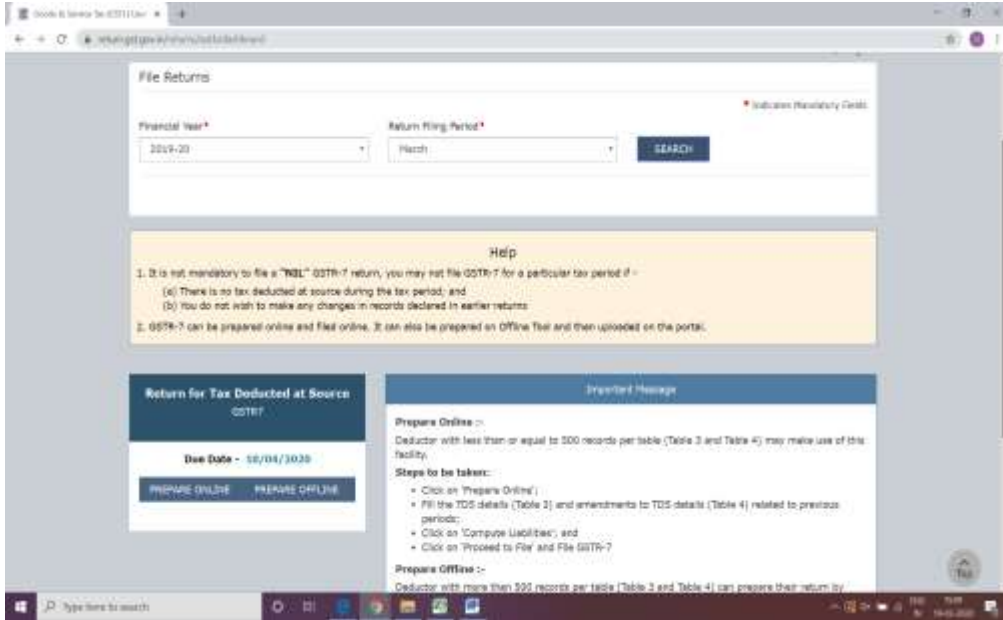 File Returns
* Indicates Mandatory Fields
Financial Year*
Return Filing Period*
2019-20
March
SEARCH
Help
1. It is not mandatory to file a "NIL" GSTR-7 return, you may not file GSTR-7 for a particular tax period if -
(a) There is no tax deducted at source during the tax period; and
(b) You do not wish to make any changes in records declared in earlier returns
2. GSTR-7 can be prepared online and filed online. It can also be prepared on Offline Tool and then uploaded on the portal.
Return for Tax Deducted at Source
GSTR7
Due Date - 10/04/2020
PREPARE ONLINE
PREPARE OFFLINE
Important Message
Prepare Online :-
Deductor with less than or equal to 500 records per table (Table 3 and Table 4) may make use of this
facility.
Steps to be taken:
• Click on 'Prepare Online';
• Fill the TDS details (Table 3) and amendments to TDS details (Table 4) related to previous
periods;
• Click on 'Compute Liabilities'; and
• Click on 'Proceed to File' and File GSTR-7
Prepare Offline :-
Deductor with more than 500 records per table (Table 3 and Table 4) can prepare their return by
Top
Type here to search